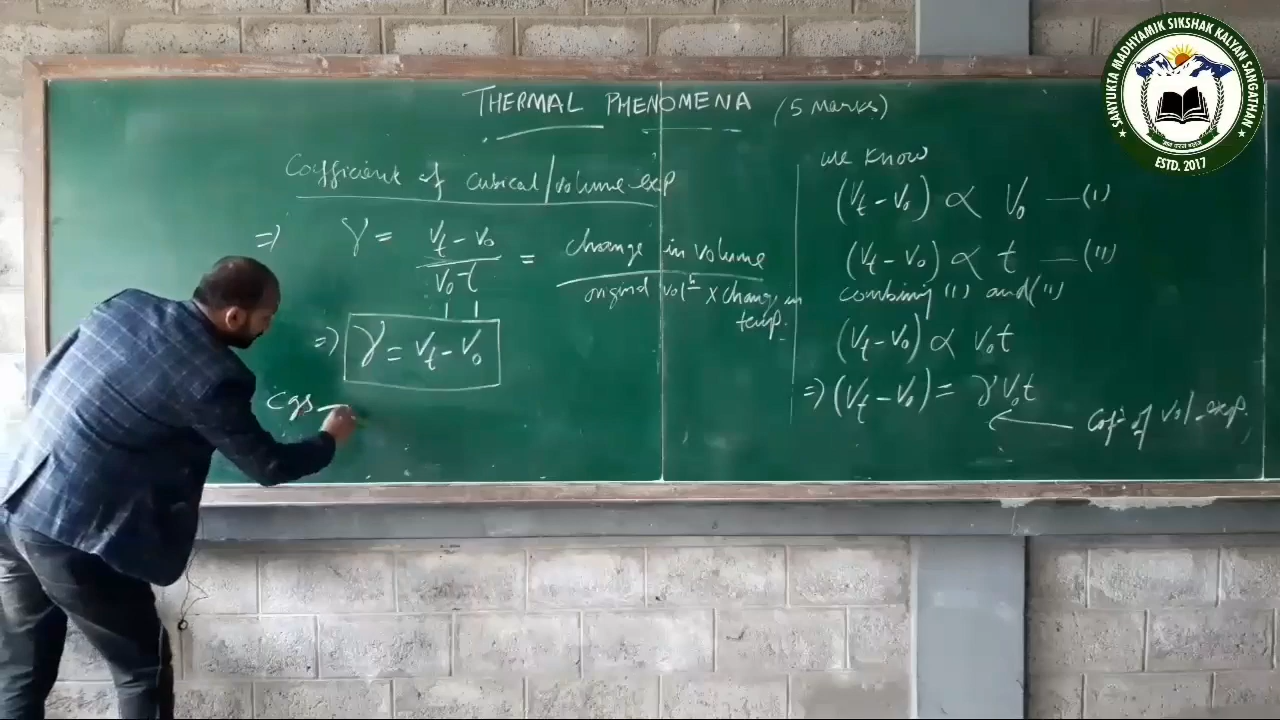 THERMAL PHENOMENA (5 Marks)
Coefficient of cubical/volume exp
=> γ = Vt - V0 / V0 t = change in volume / original vol^n x change in temp.
=> γ = Vt - V0
cgs
we know
(Vt - V0) ∝ V0 —(i)
(Vt - V0) ∝ t —(ii)
combining (i) and (ii)
(Vt - V0) ∝ V0t
=> (Vt - V0) = γV0t
of vol. exp.
SANYUKTA MADHYAMIK SIKSHAK KALYAN SANGATHAN
ESTD. 2017